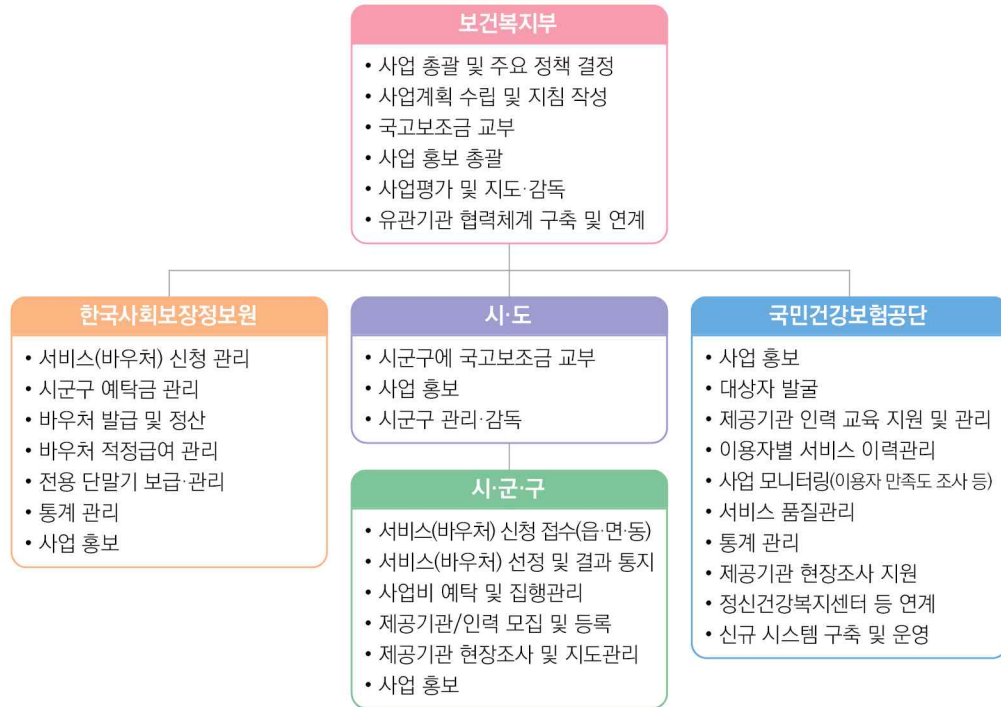 보건복지부
• 사업 총괄 및 주요 정책 결정
• 사업계획 수립 및 지침 작성
• 국고보조금 교부
• 사업 홍보 총괄
• 사업평가 및 지도·감독
• 유관기관 협력체계 구축 및 연계
한국사회보장정보원
• 서비스(바우처) 신청 관리
• 시군구 예탁금 관리
• 바우처 발급 및 정산
• 바우처 적정급여 관리
• 전용 단말기 보급·관리
• 통계 관리
• 사업 홍보
시·도
• 시군구에 국고보조금 교부
• 사업 홍보
• 시군구 관리·감독
시·군·구
• 서비스(바우처) 신청 접수(읍·면·동)
• 서비스(바우처) 선정 및 결과 통지
• 사업비 예탁 및 집행관리
• 제공기관/인력 모집 및 등록
• 제공기관 현장조사 및 지도관리
• 사업 홍보
국민건강보험공단
• 사업 홍보
• 대상자 발굴
• 제공기관 인력 교육 지원 및 관리
• 이용자별 서비스 이력관리
• 사업 모니터링(이용자 만족도 조사 등)
• 서비스 품질관리
• 통계 관리
• 제공기관 현장조사 지원
• 정신건강복지센터 등 연계
• 신규 시스템 구축 및 운영